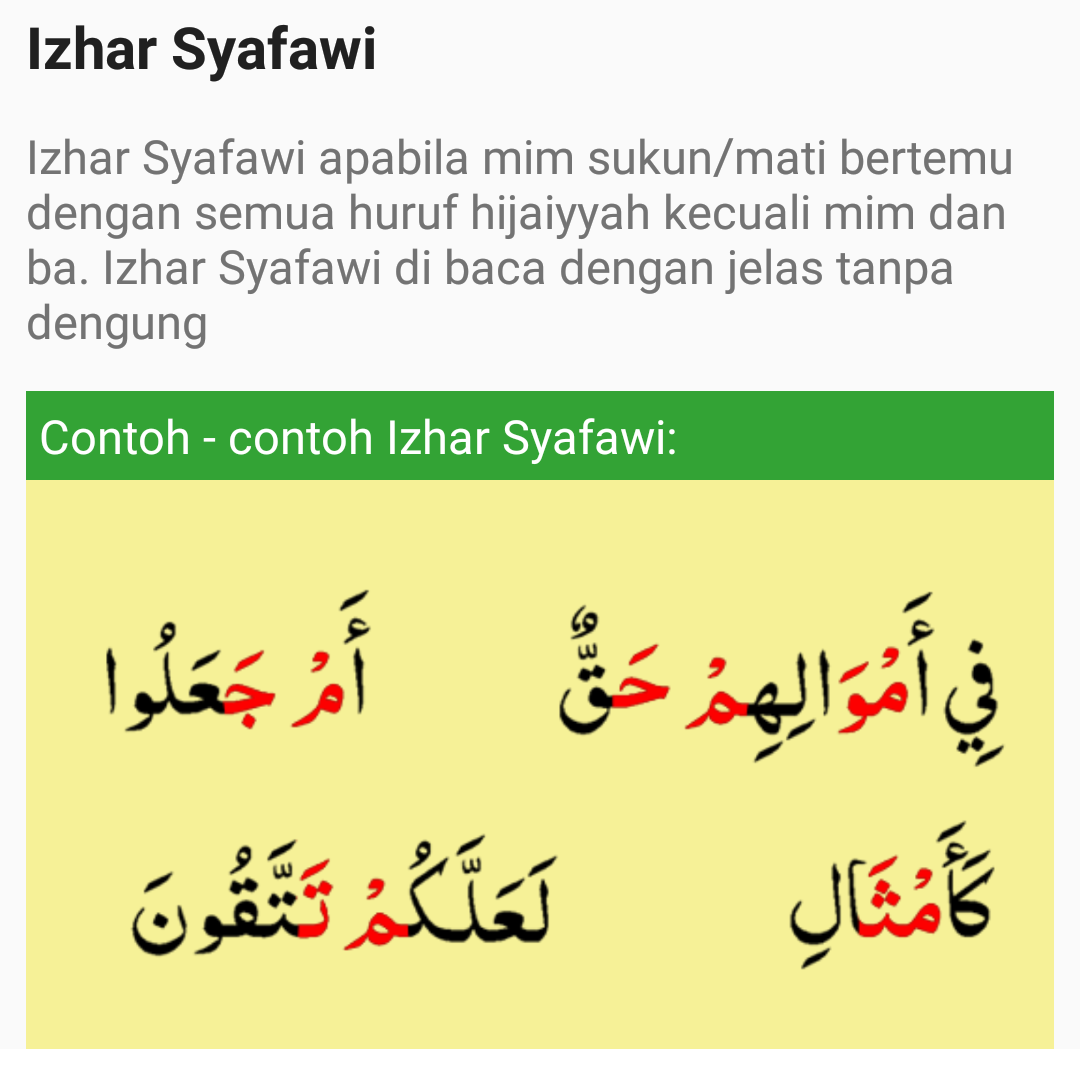 Izhar Syafawi
Izhar Syafawi apabila mim sukun/mati bertemu
dengan semua huruf hijaiyyah kecuali mim dan
ba. Izhar Syafawi di baca dengan jelas tanpa
dengung
Contoh - contoh Izhar Syafawi:
فِي أَمْوَالِهِمْ حَقٌّ
أَمْ جَعَلُوا
كَأَمْثَالِ
لَعَلَّكُمْ تَتَّقُونَ